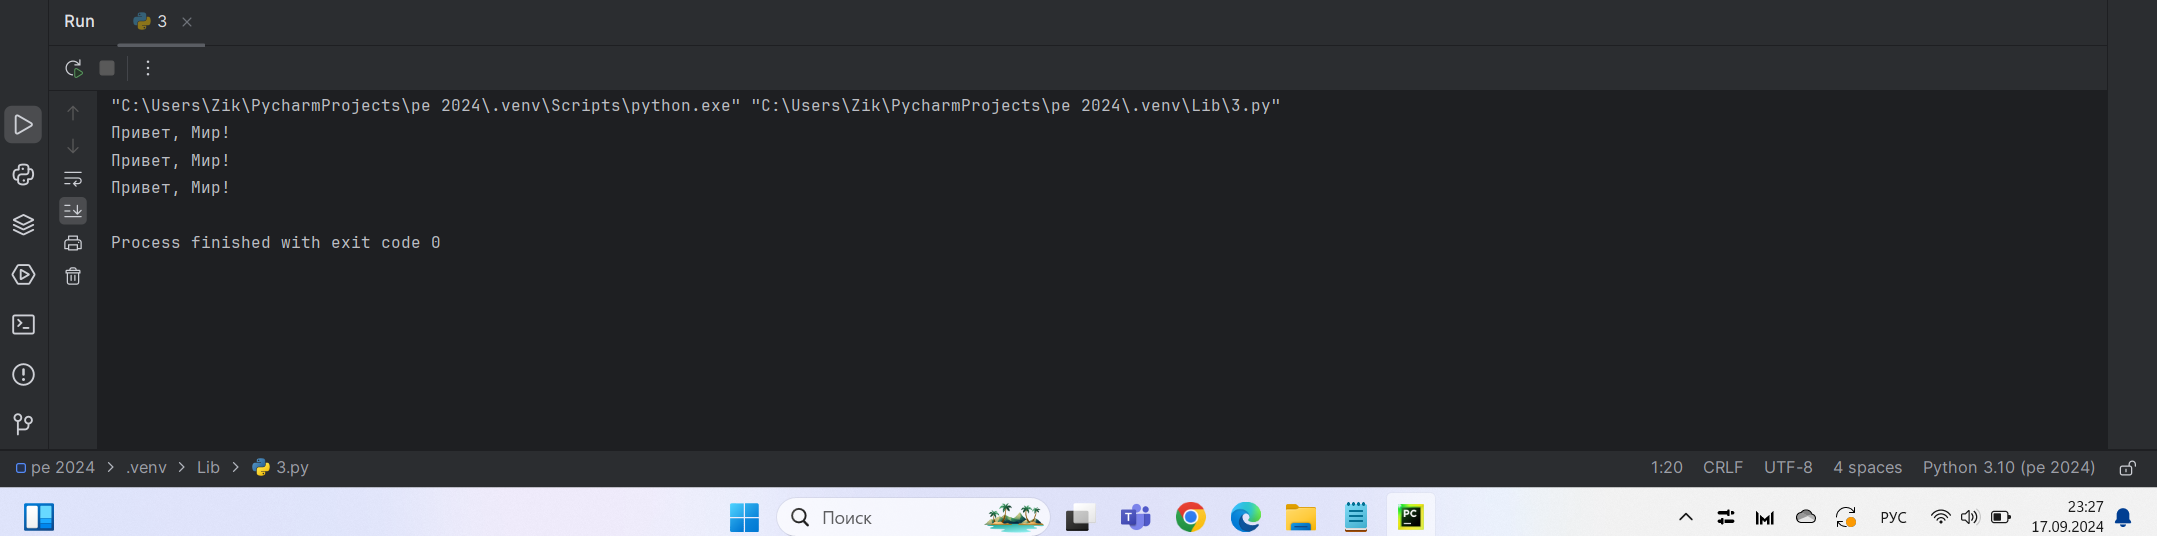 Run 3
"C:\Users\Zik\PycharmProjects\pe 2024\.venv\Scripts\python.exe" "C:\Users\Zik\PycharmProjects\pe 2024\.venv\Lib\3.py"
Привет, Мир!
Привет, Мир!
Привет, Мир!
Process finished with exit code 0
pe 2024 > .venv > Lib > 3.py 1:20 CRLF UTF-8 4 spaces Python 3.10 (pe 2024)
Поиск PC РУС 23:27
17.09.2024